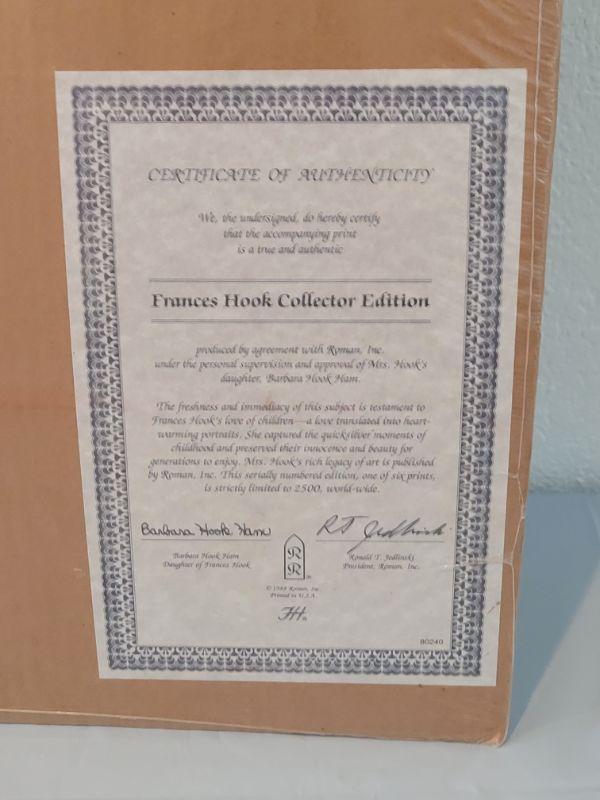 CERTIFICATE OF AUTHENTICITY
We, the undersigned, do hereby certify
that the accompanying print
is a true and authentic
Frances Hook Collector Edition
produced by agreement with Roman, Inc.
under the personal supervision and approval of Mrs. Hook's
daughter, Barbara Hook Ham.
The freshness and immediacy of this subject is testament to
Frances Hook's love of children—a love translated into heart-
warming portraits. She captured the quicksilver moments of
childhood and preserved their innocence and beauty for
generations to enjoy. Mrs. Hook's rich legacy of art is published
by Roman, Inc. This serially numbered edition, one of six prints,
is strictly limited to 2500, world-wide.
Barbara Hook Ham
RT Jedlinski
Barbara Hook Ham
Daughter of Frances Hook
Ronald T. Jedlinski
President, Roman, Inc.
R
R
®
© 1988 Roman, Inc.
Printed in U.S.A.
FH®
80240